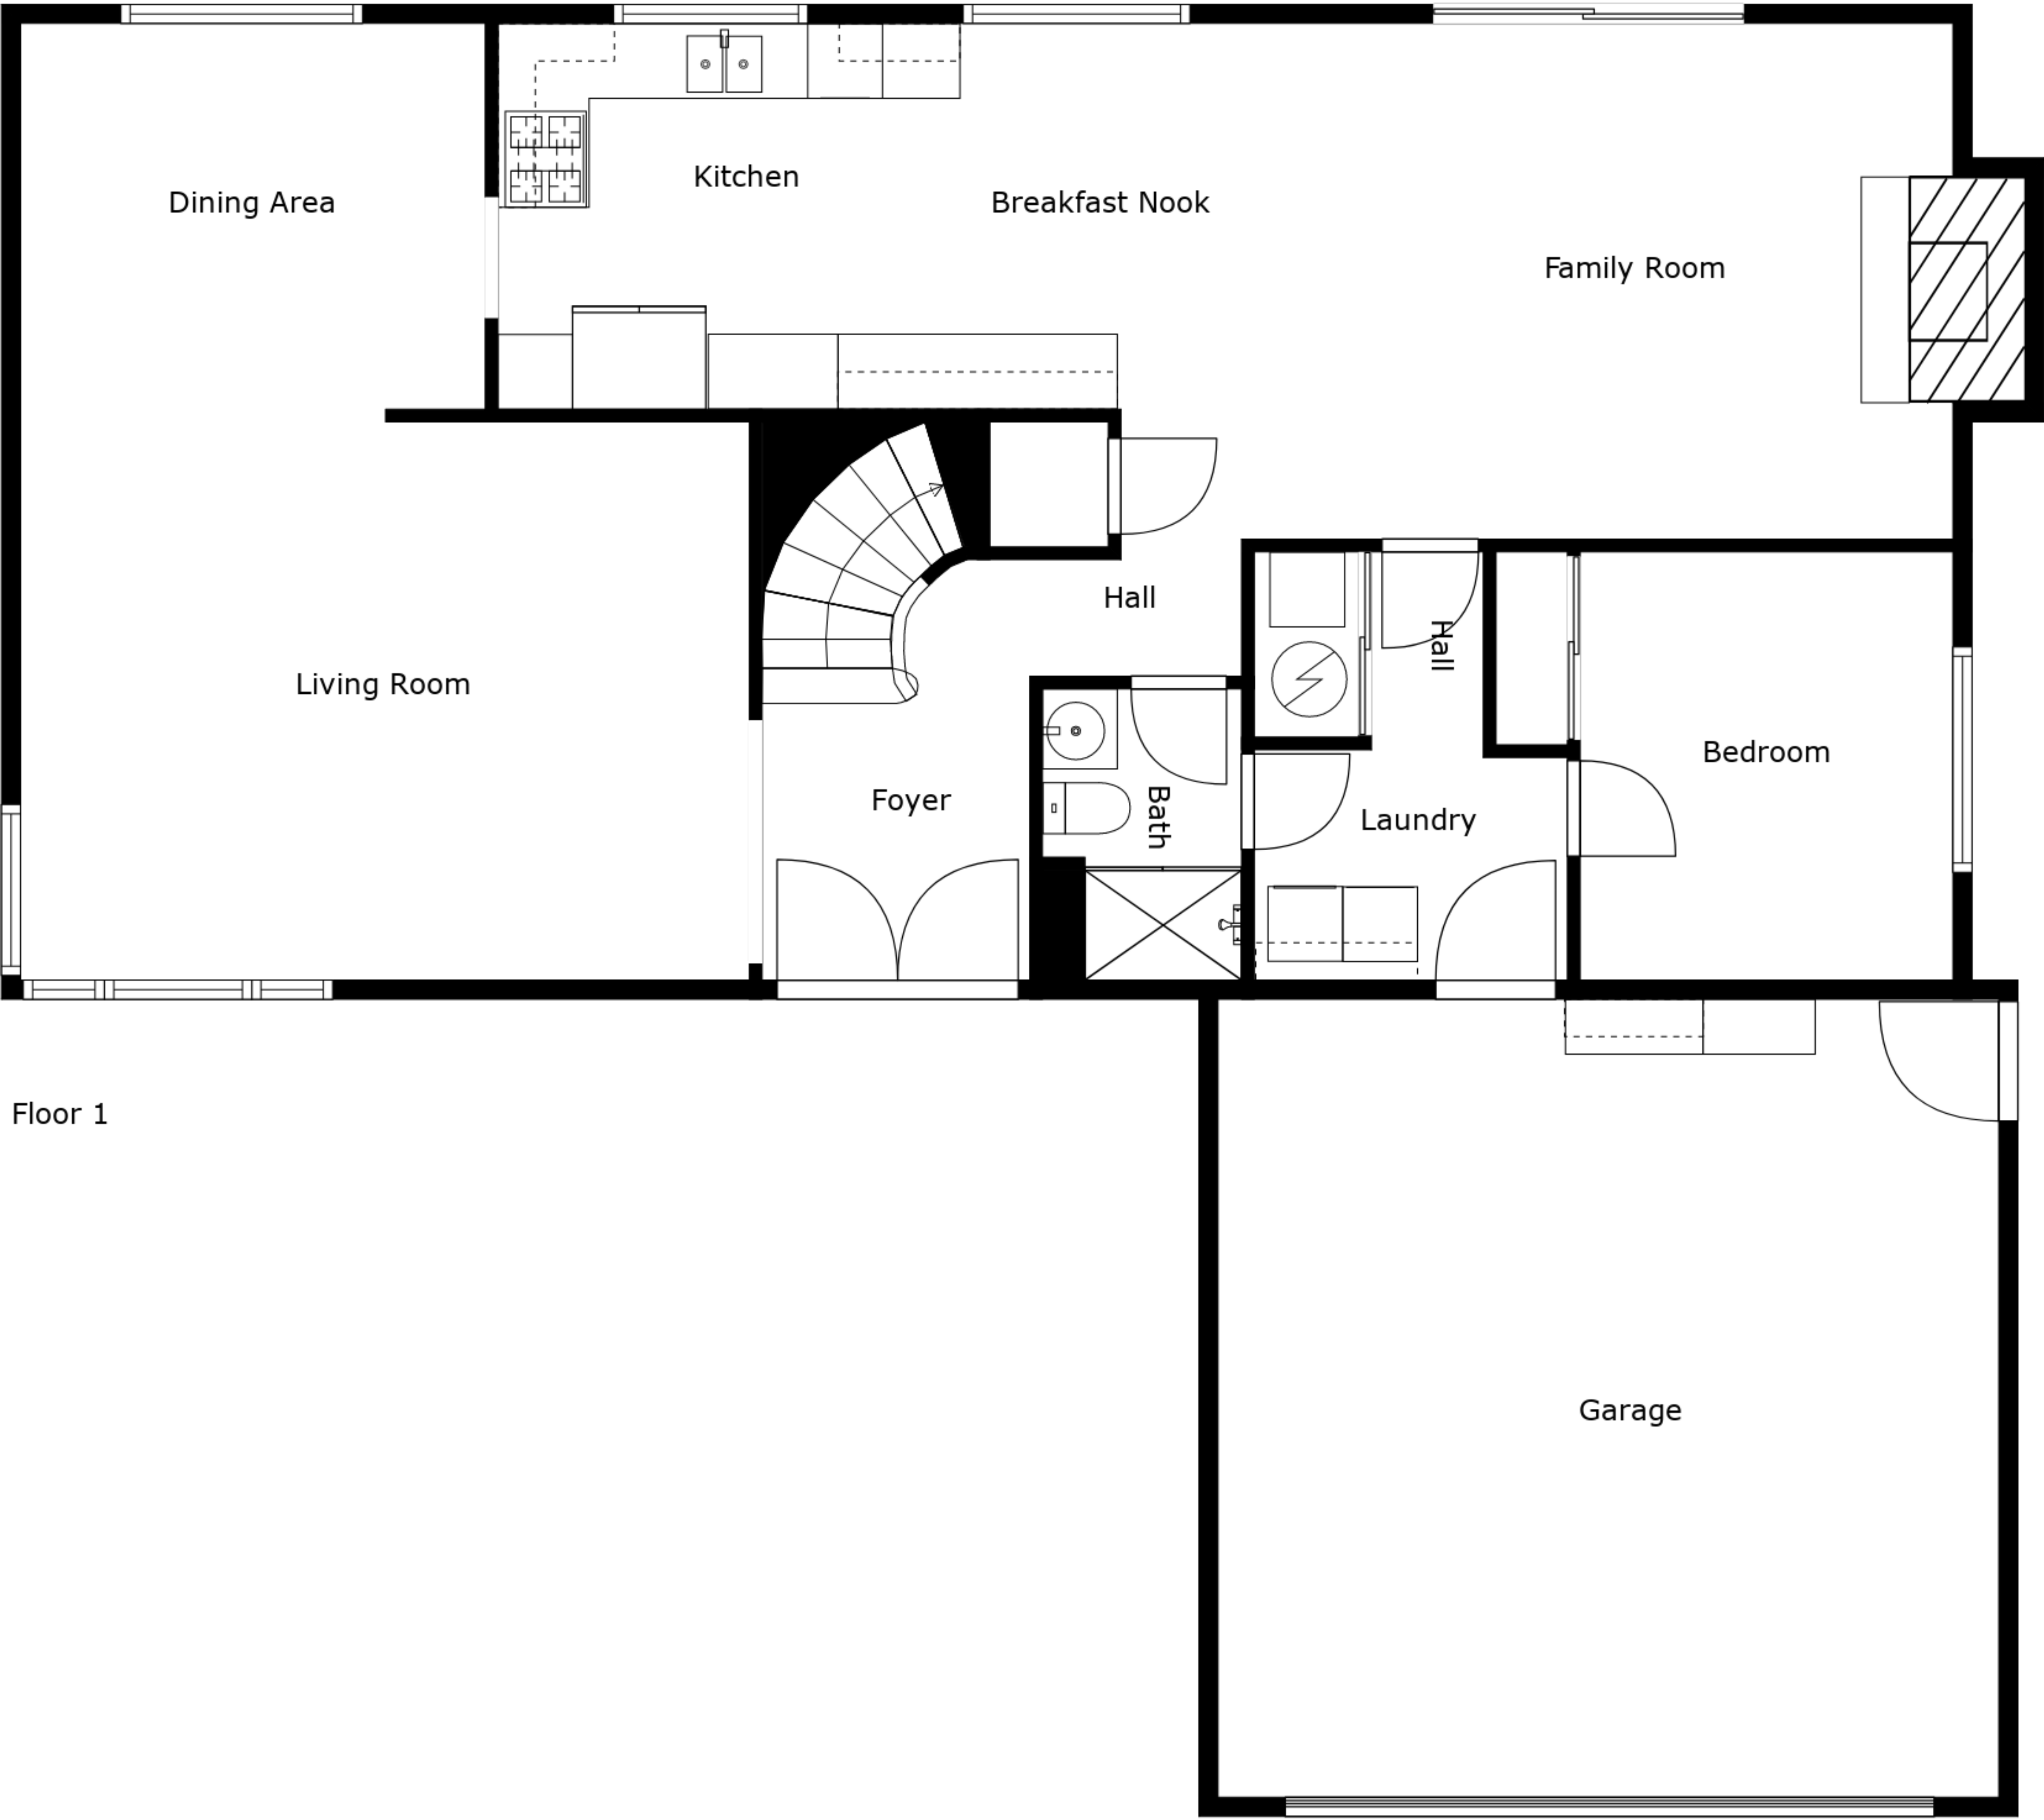 Kitchen
Dining Area
Breakfast Nook
Family Room
Hall
Hall
Living Room
Bedroom
Foyer
Bath
Laundry
Floor 1
Garage